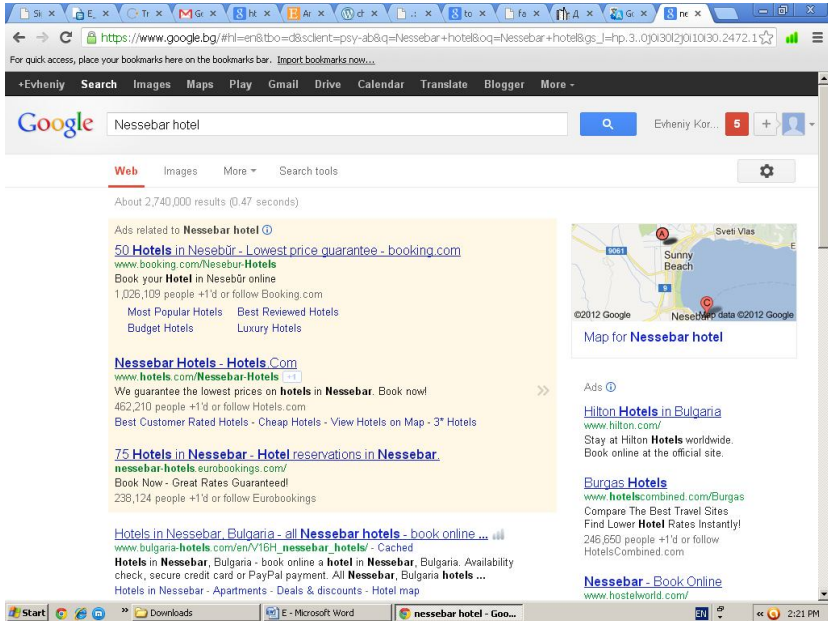 https://www.google.bg/#hl=en&tbo=d&sclient=psy-ab&q=Nessebar+hotel&oq=Nessebar+hotel&gs_l=hp.3..0j0i30l2j0i10i30.2472.1
For quick access, place your bookmarks here on the bookmarks bar. Import bookmarks now...
+Evheniy Search Images Maps Play Gmail Drive Calendar Translate Blogger More
Google Nessebar hotel Evheniy Kor... 5 +
Web Images More Search tools
About 2,740,000 results (0.47 seconds)
Ads related to Nessebar hotel
50 Hotels in Nesebŭr - Lowest price guarantee - booking.com
www.booking.com/Nesebur-Hotels
Book your Hotel in Nesebŭr online
1,026,109 people +1'd or follow Booking.com
Most Popular Hotels Best Reviewed Hotels
Budget Hotels Luxury Hotels
Nessebar Hotels - Hotels.Com
www.hotels.com/Nessebar-Hotels +1
We guarantee the lowest prices on hotels in Nessebar. Book now!
462,210 people +1'd or follow Hotels.com
Best Customer Rated Hotels - Cheap Hotels - View Hotels on Map - 3* Hotels
75 Hotels in Nessebar - Hotel reservations in Nessebar.
nessebar-hotels.eurobookings.com/
Book Now - Great Rates Guaranteed!
238,124 people +1'd or follow Eurobookings
Hotels in Nessebar, Bulgaria - all Nessebar hotels - book online ...
www.bulgaria-hotels.com/en/V16H_nessebar_hotels/ - Cached
Hotels in Nessebar, Bulgaria - book online a hotel in Nessebar, Bulgaria. Availability
check, secure credit card or PayPal payment. All Nessebar, Bulgaria hotels ...
Hotels in Nessebar - Apartments - Deals & discounts - Hotel map
A
Sveti Vlas
9061
Sunny
Beach
9
C
©2012 Google Map data ©2012 Google
Map for Nessebar hotel
Ads
Hilton Hotels in Bulgaria
www.hilton.com/
Stay at Hilton Hotels worldwide.
Book online at the official site.
Burgas Hotels
www.hotelscombined.com/Burgas
Compare The Best Travel Sites
Find Lower Hotel Rates Instantly!
246,650 people +1'd or follow
HotelsCombined.com
Nessebar - Book Online
www.hostelworld.com/
Start Downloads E - Microsoft Word nessebar hotel - Goo... EN 2:21 PM